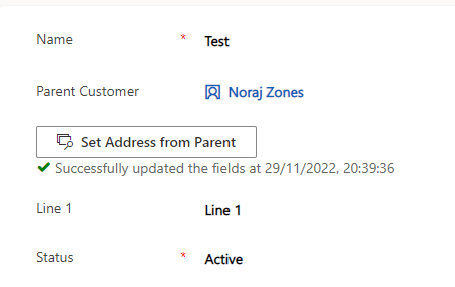 Name * Test
Parent Customer Noraj Zones
Set Address from Parent
Successfully updated the fields at 29/11/2022, 20:39:36
Line 1 Line 1
Status * Active